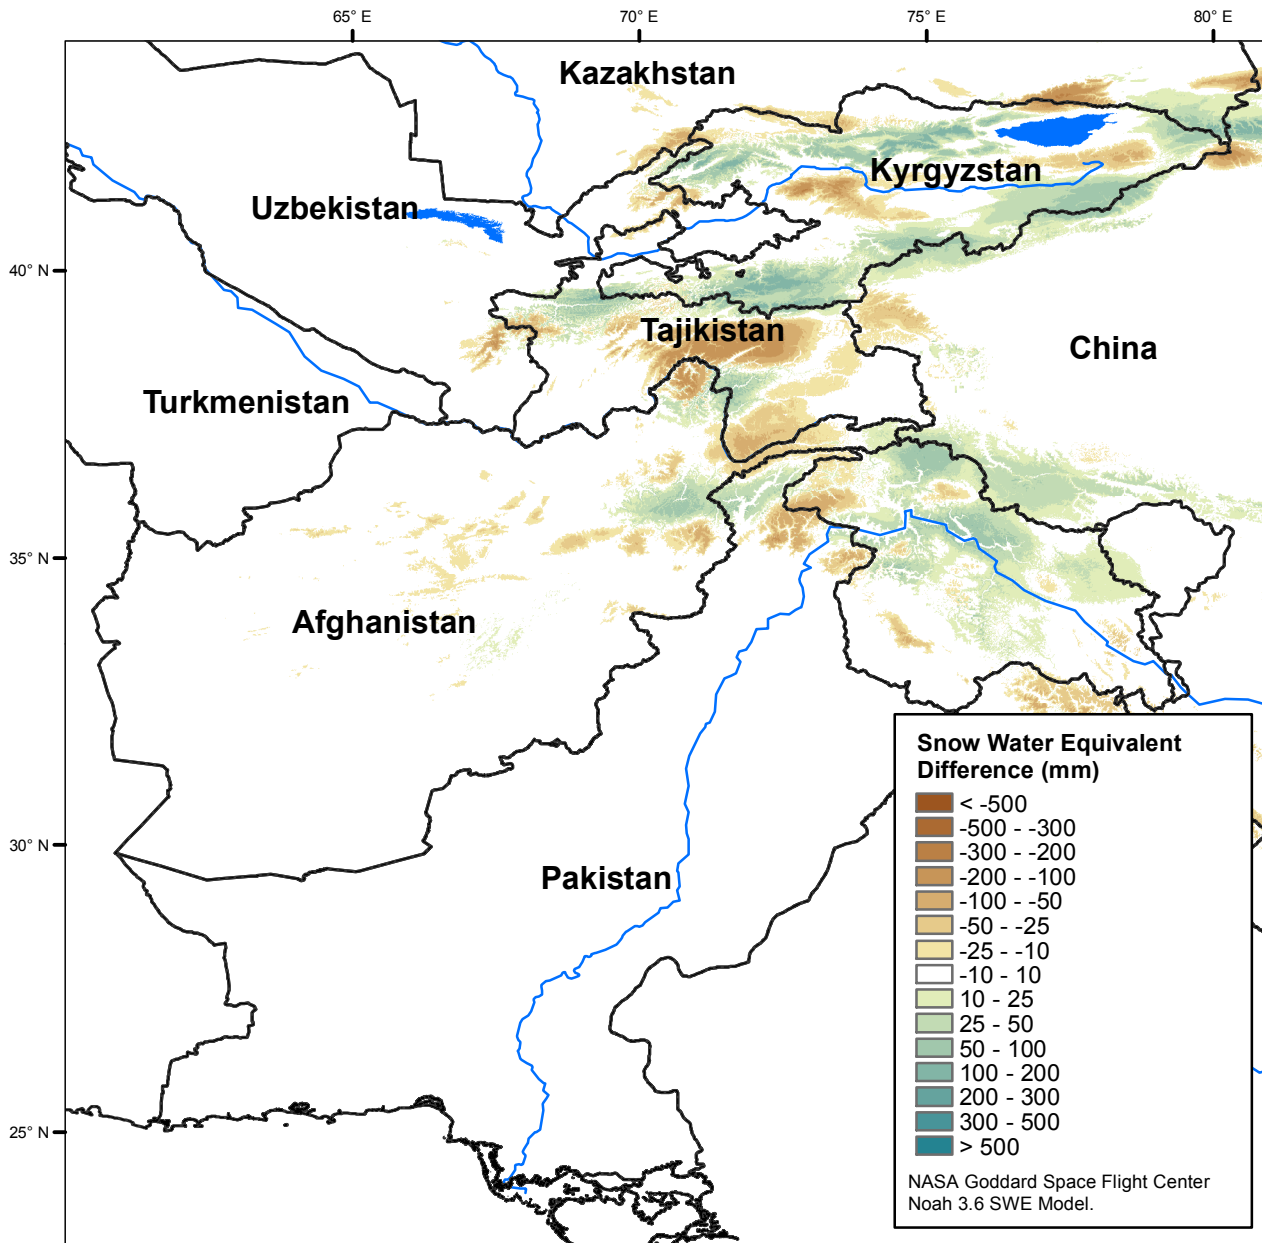 65° E
70° E
75° E
80° E
Kazakhstan
Kyrgyzstan
Uzbekistan
40° N
Tajikistan
China
Turkmenistan
35° N
Afghanistan
Snow Water Equivalent
Difference (mm)
< -500
-500 - -300
-300 - -200
-200 - -100
-100 - -50
-50 - -25
-25 - -10
-10 - 10
10 - 25
25 - 50
50 - 100
100 - 200
200 - 300
300 - 500
> 500
NASA Goddard Space Flight Center
Noah 3.6 SWE Model.
30° N
Pakistan
25° N